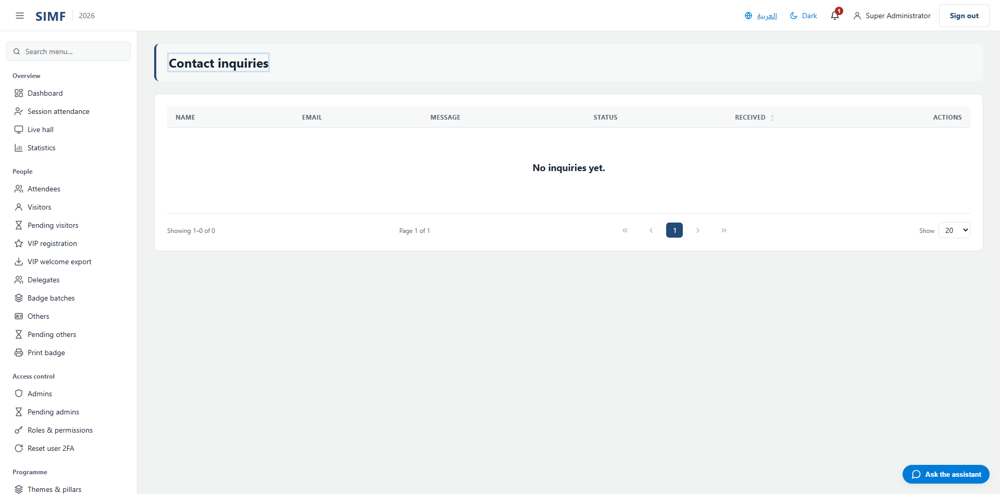 SIMF
2026
العربية
Dark
1
Super Administrator
Sign out
Search menu...
Overview
Dashboard
Session attendance
Live hall
Statistics
People
Attendees
Visitors
Pending visitors
VIP registration
VIP welcome export
Delegates
Badge batches
Others
Pending others
Print badge
Access control
Admins
Pending admins
Roles & permissions
Reset user 2FA
Programme
Themes & pillars
Contact inquiries
NAME EMAIL MESSAGE STATUS RECEIVED ACTIONS
No inquiries yet.
Showing 1–0 of 0
Page 1 of 1
« ‹ 1 › »
Show 20
Ask the assistant